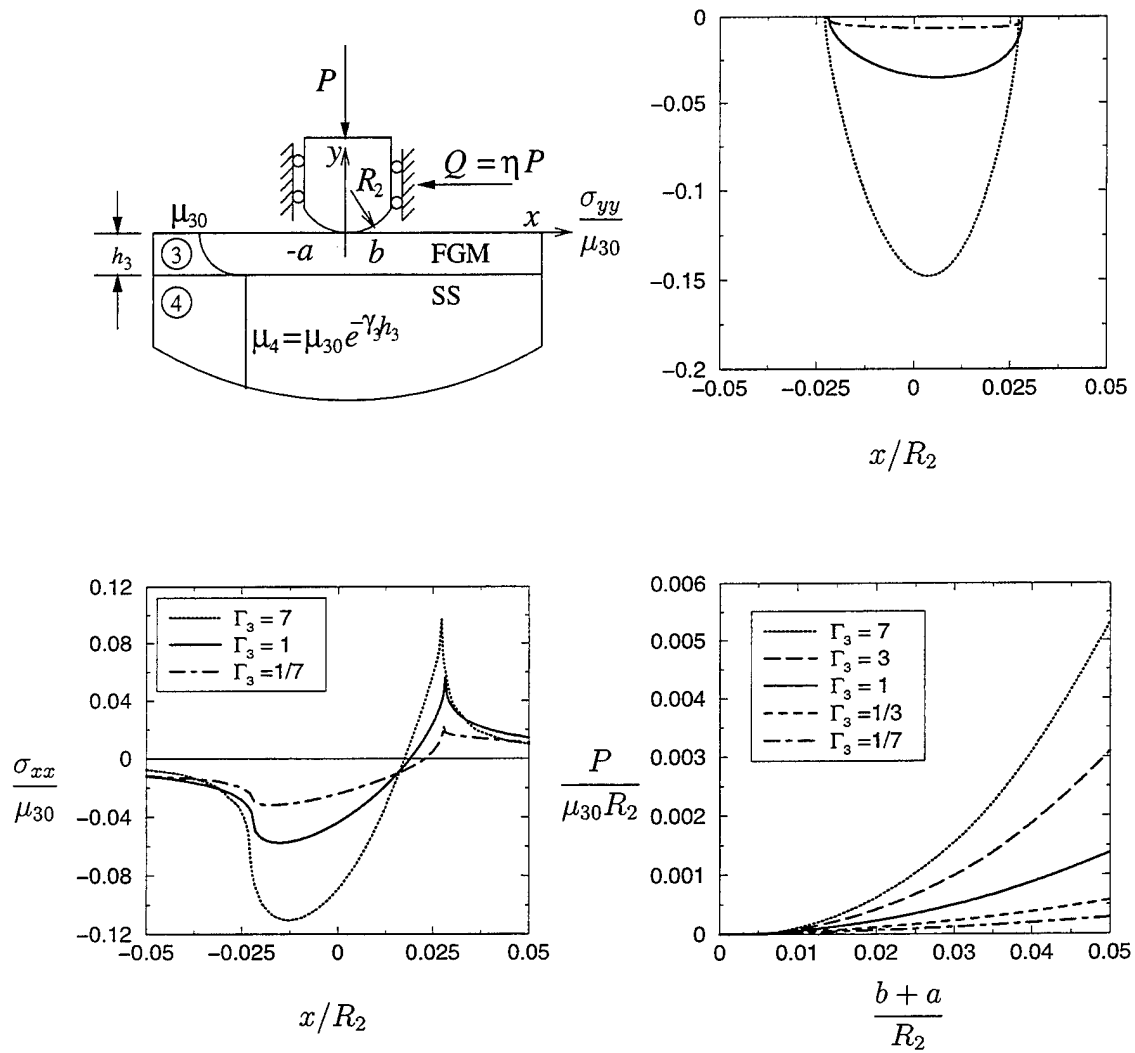 P
y
R₂
Q = ηP
μ₃₀
x
h₃
③
-a
b
FGM
④
SS
μ₄=μ₃₀e^{-γ₃h₃}
σ_yy/μ₃₀
0
−0.05
−0.1
−0.15
−0.2
−0.05
−0.025
0
0.025
0.05
x/R₂
σ_xx/μ₃₀
0.12
0.08
0.04
0
−0.04
−0.08
−0.12
Γ₃ = 7
Γ₃ = 1
Γ₃ =1/7
−0.05
−0.025
0
0.025
0.05
x/R₂
P/μ₃₀R₂
0.006
0.005
0.004
0.003
0.002
0.001
0
Γ₃ = 7
Γ₃ = 3
Γ₃ = 1
Γ₃ =1/3
Γ₃ =1/7
0
0.01
0.02
0.03
0.04
0.05
b + a/R₂